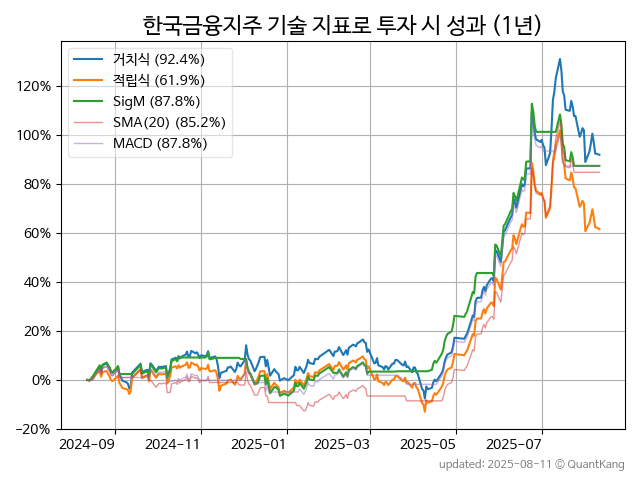 한국금융지주 기술 지표로 투자 시 성과 (1년)
거치식 (92.4%)
적립식 (61.9%)
SigM (87.8%)
SMA(20) (85.2%)
MACD (87.8%)
120%
100%
80%
60%
40%
20%
0%
−20%
2024−09 2024−11 2025−01 2025−03 2025−05 2025−07
updated: 2025-08-11 © QuantKang